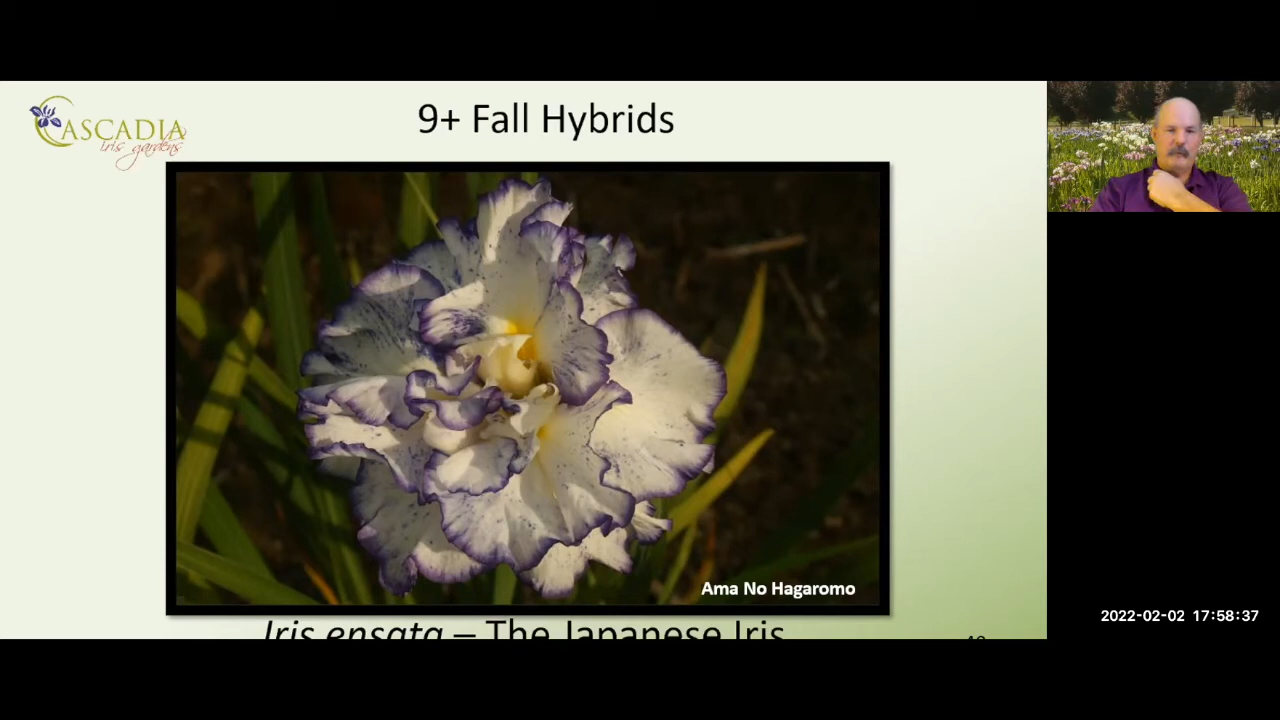 9+ Fall Hybrids
CASCADIA
iris gardens
Ama No Hagaromo
2022-02-02 17:58:37
Iris ensata – The Japanese Iris